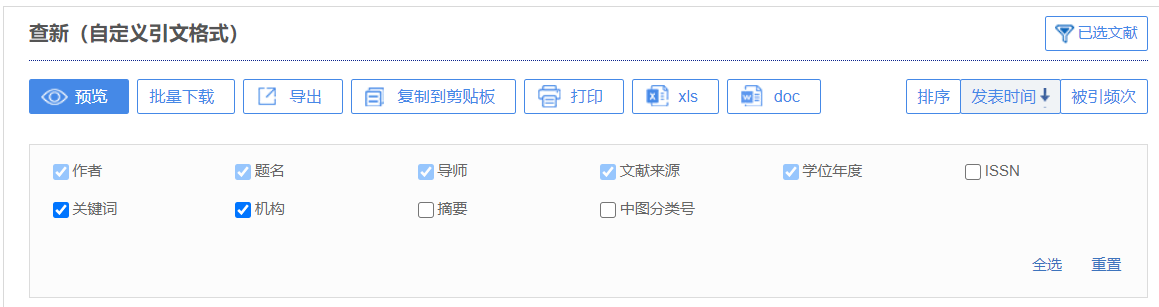 查新（自定义引文格式）
已选文献
预览 批量下载 导出 复制到剪贴板 打印 xls doc 排序 发表时间 被引频次
作者 题名 导师 文献来源 学位年度 ISSN
关键词 机构 摘要 中图分类号
全选 重置